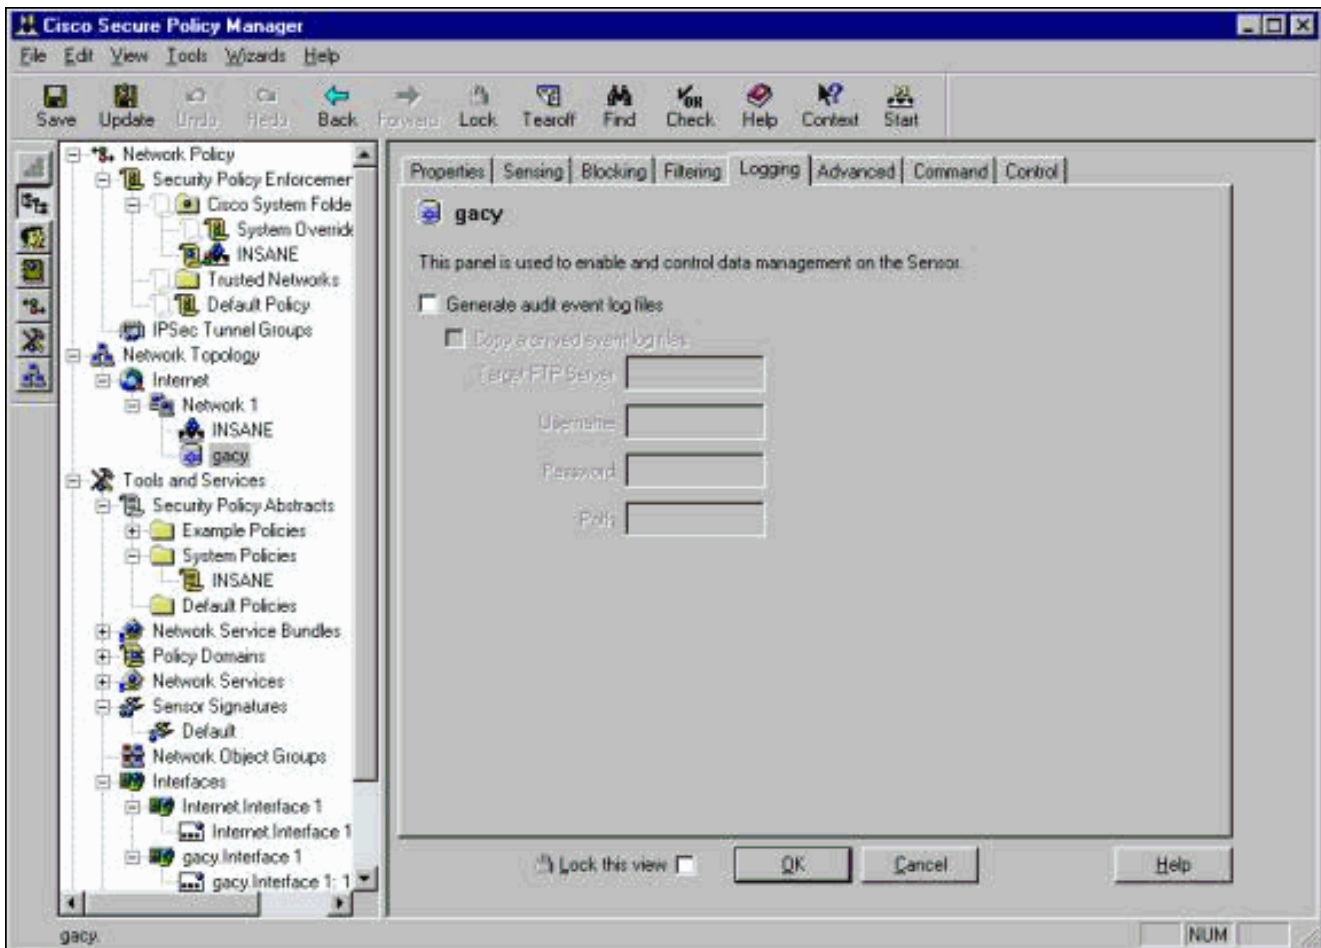 Cisco Secure Policy Manager
File Edit View Tools Wizards Help
Save Update Undo Redo Back Forward Lock Tearoff Find Check Help Context Start
Network Policy
Security Policy Enforcemer
Cisco System Folde
System Override
INSANE
Trusted Networks
Default Policy
IPSec Tunnel Groups
Network Topology
Internet
Network 1
INSANE
gacy
Tools and Services
Security Policy Abstracts
Example Policies
System Policies
INSANE
Default Policies
Network Service Bundles
Policy Domains
Network Services
Sensor Signatures
Default
Network Object Groups
Interfaces
Internet.Interface 1
Internet.Interface 1
gacy.Interface 1
gacy.Interface 1: 1
Properties Sensing Blocking Filtering Logging Advanced Command Control
gacy
This panel is used to enable and control data management on the Sensor.
Generate audit event log files
Copy archived event log files
Target FTP Server
Username
Password
Path
Lock this view OK Cancel Help
gacy. NUM